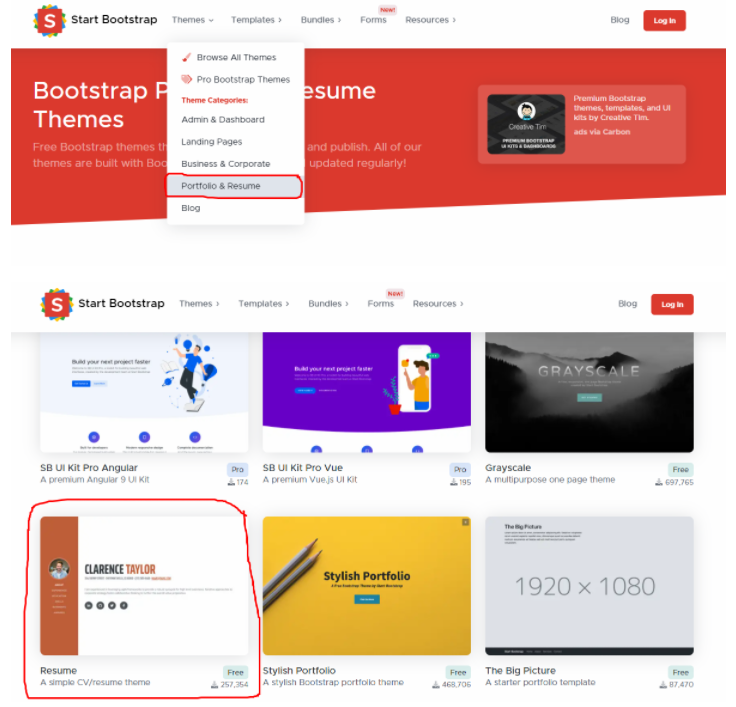 Start Bootstrap Themes Templates Bundles Forms New! Resources Blog Log In
Browse All Themes
Pro Bootstrap Themes
Theme Categories:
Admin & Dashboard
Landing Pages
Business & Corporate
Portfolio & Resume
Blog
Bootstrap P esume
Themes
Free Bootstrap themes th and publish. All of our
themes are built with Boo updated regularly!
Creative Tim
PREMIUM BOOTSTRAP
UI KITS & DASHBOARDS
Premium Bootstrap
themes, templates, and UI
kits by Creative Tim.
ads via Carbon
Start Bootstrap Themes Templates Bundles Forms New! Resources Blog Log In
Build your next project faster
Build your next project faster
GRAYSCALE
SB UI Kit Pro Angular Pro
A premium Angular 9 UI Kit 174
SB UI Kit Pro Vue Pro
A premium Vue.js UI Kit 195
Grayscale Free
A multipurpose one page theme 697,765
CLARENCE TAYLOR
Stylish Portfolio
A Free Bootstrap Theme by Start Bootstrap
The Big Picture
1920 × 1080
Resume Free
A simple CV/resume theme 257,354
Stylish Portfolio Free
A stylish Bootstrap portfolio theme 468,706
The Big Picture Free
A starter portfolio template 87,470